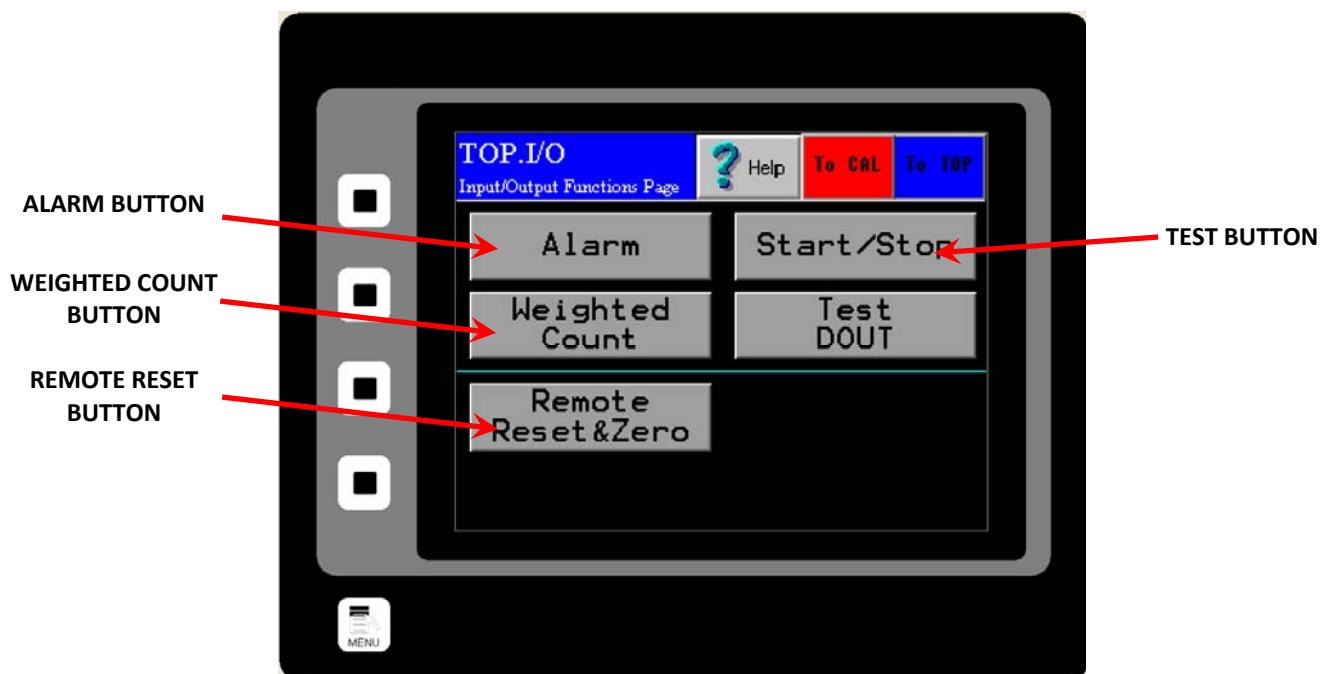 TOP.I/O
Input/Output Functions Page
? Help
To CAL
To TOP
ALARM BUTTON
Alarm
Start/Stop
TEST BUTTON
WEIGHTED COUNT
BUTTON
Weighted
Count
Test
DOUT
REMOTE RESET
BUTTON
Remote
Reset&Zero
MENU